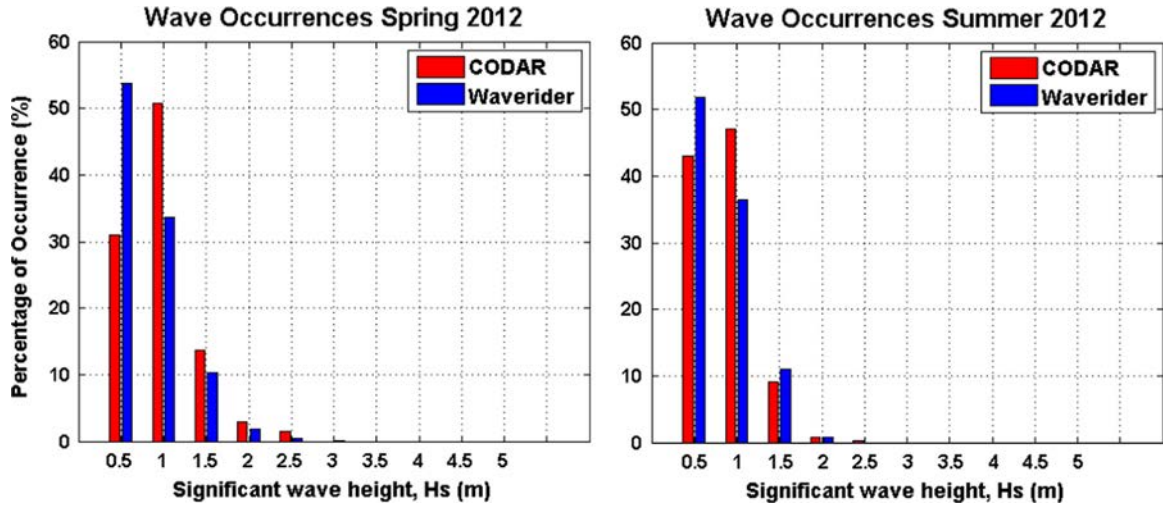 Wave Occurrences Spring 2012
60
50
40
30
20
10
0
Percentage of Occurrence (%)
CODAR
Waverider
0.5 1 1.5 2 2.5 3 3.5 4 4.5 5
Significant wave height, Hs (m)
Wave Occurrences Summer 2012
60
50
40
30
20
10
0
CODAR
Waverider
0.5 1 1.5 2 2.5 3 3.5 4 4.5 5
Significant wave height, Hs (m)